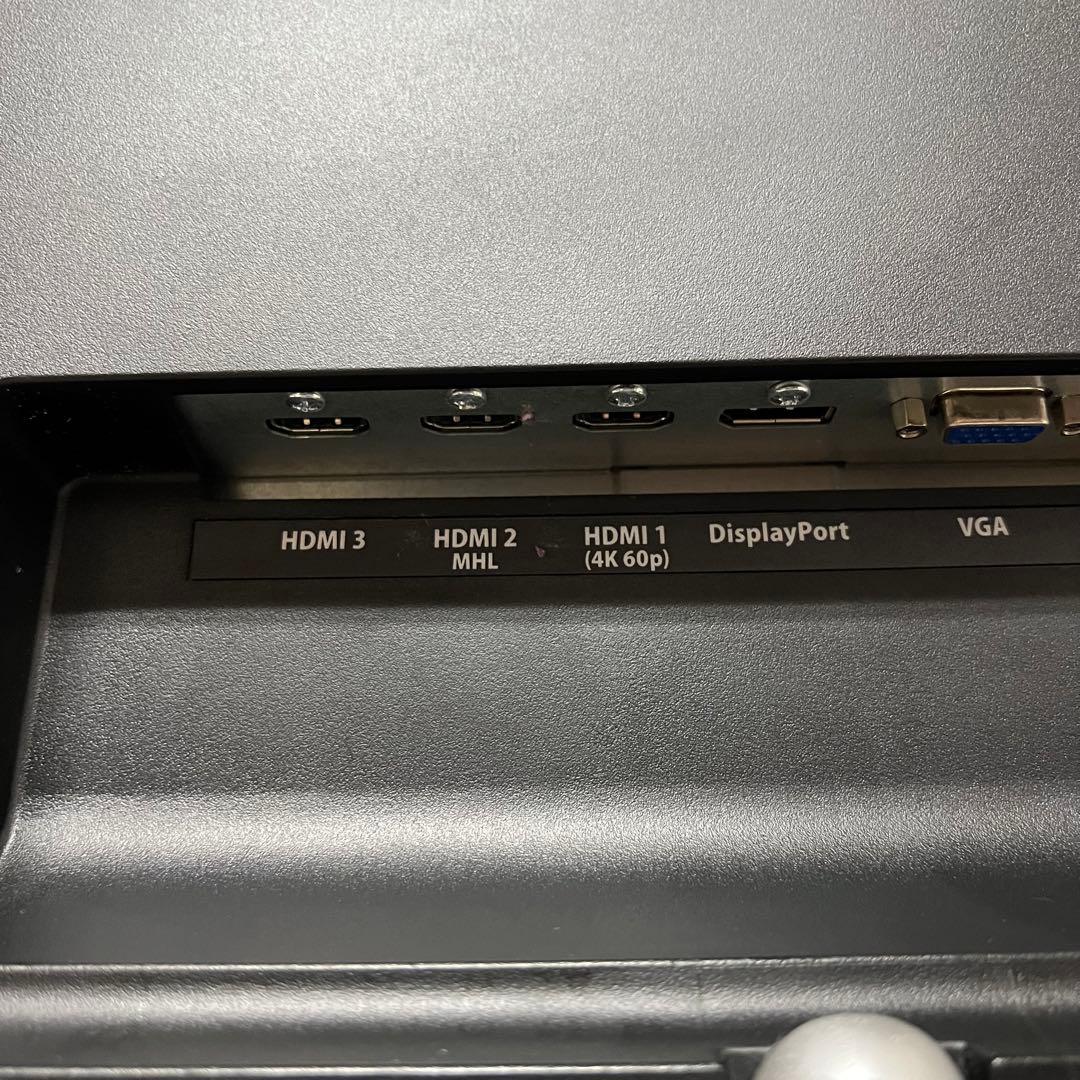 HDMI 3
HDMI 2
MHL
HDMI 1
(4K 60p)
DisplayPort
VGA